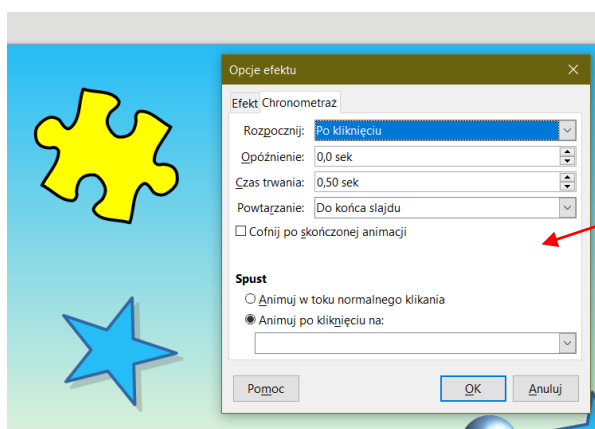 Opcje efektu
Efekt Chronometraż
Rozpocznij: Po kliknięciu
Opóźnienie: 0,0 sek
Czas trwania: 0,50 sek
Powtarzanie: Do końca slajdu
Cofnij po skończonej animacji
Spust
Animuj w toku normalnego klikania
Animuj po kliknięciu na:
Pomoc OK Anuluj